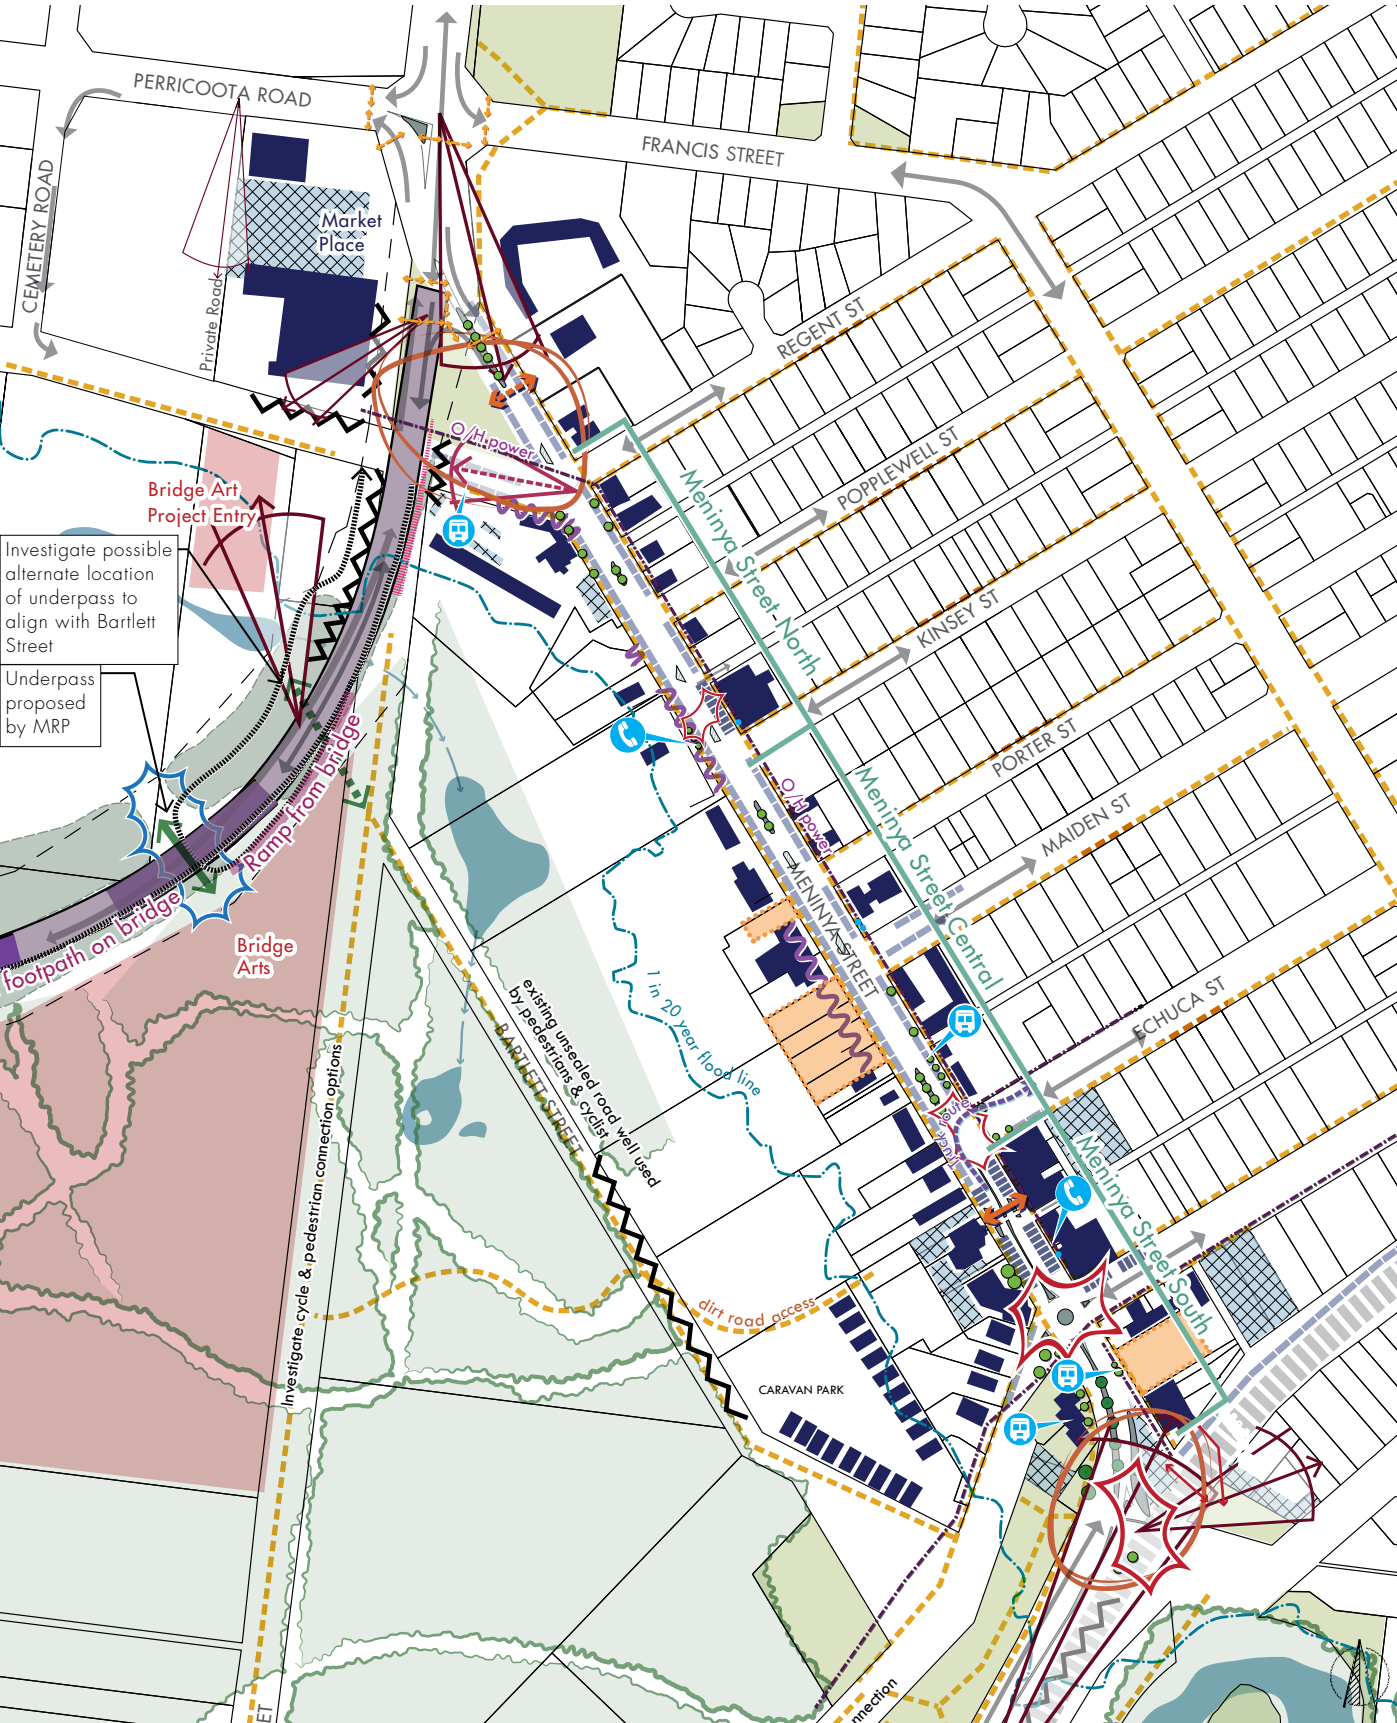 PERRICOOTA ROAD
FRANCIS STREET
CEMETERY ROAD
Market
Place
Private Road
REGENT ST
O/H power
POPPLEWELL ST
Meninya Street North
Bridge Art
Project Entry
Investigate possible
alternate location
of underpass to
align with Bartlett
Street
Underpass
proposed
by MRP
KINSEY ST
PORTER ST
Ramp from bridge
O/H power
MAIDEN ST
Meninya Street Central
MENINYA STREET
footpath on bridge
Bridge
Arts
1 in 20 year flood line
existing unsealed road well used
by pedestrians & cyclist
BARTLETT STREET
ECHUCA ST
Investigate cycle & pedestrian connection options
truck route
Meninya Street South
dirt road access
CARAVAN PARK
nnection
ET